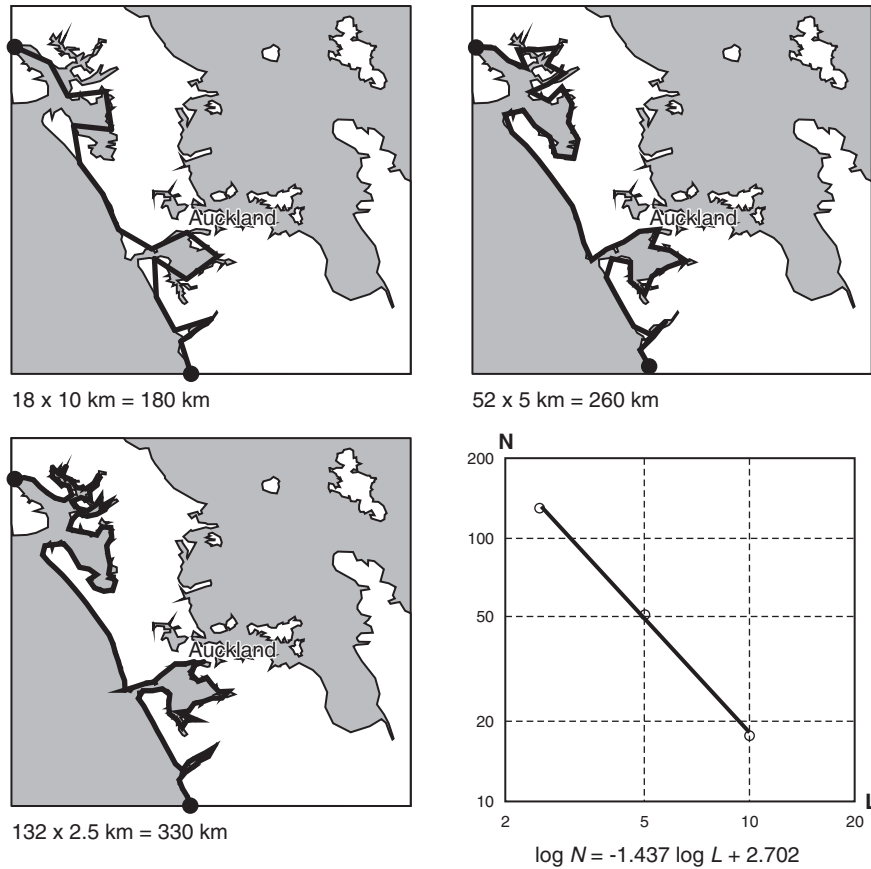 Auckland
Auckland
18 x 10 km = 180 km
52 x 5 km = 260 km
Auckland
132 x 2.5 km = 330 km
N
200
100
50
20
10
2
5
10
20
L
log N = -1.437 log L + 2.702